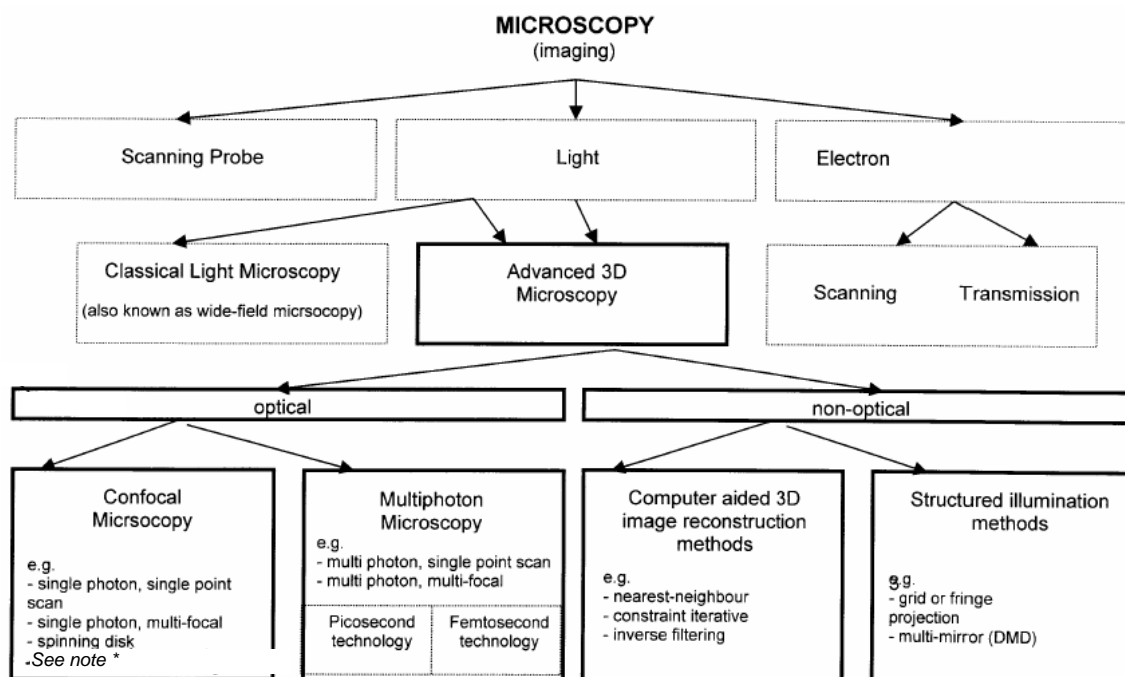 MICROSCOPY
(imaging)
Scanning Probe
Light
Electron
Classical Light Microscopy
(also known as wide-field micrsocopy)
Advanced 3D
Microscopy
Scanning
Transmission
optical
non-optical
Confocal
Micrsocopy
e.g.
- single photon, single point
scan
- single photon, multi-focal
- spinning disk
-See note *
Multiphoton
Microscopy
e.g.
- multi photon, single point scan
- multi photon, multi-focal
Picosecond
technology
Femtosecond
technology
Computer aided 3D
image reconstruction
methods
e.g.
- nearest-neighbour
- constraint iterative
- inverse filtering
Structured illumination
methods
e.g.
- grid or fringe
projection
- multi-mirror (DMD)